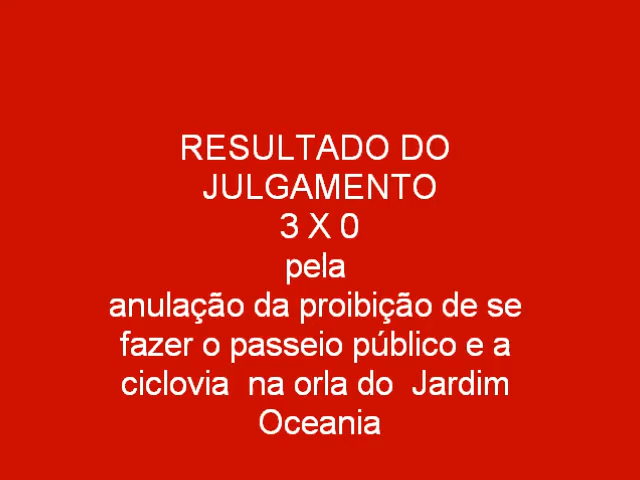 RESULTADO DO
JULGAMENTO
3 X 0
pela
anulação da proibição de se
fazer o passeio público e a
ciclovia na orla do Jardim
Oceania